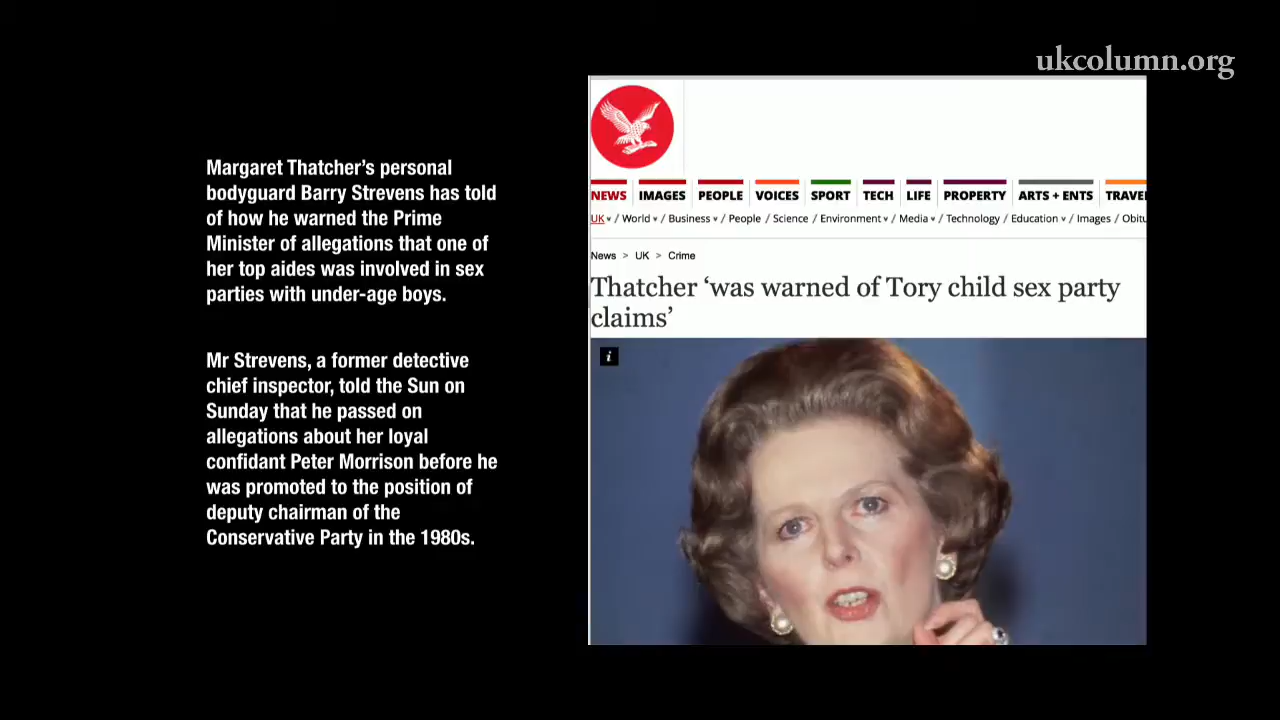 ukcolumn.org
Margaret Thatcher's personal
bodyguard Barry Strevens has told
of how he warned the Prime
Minister of allegations that one of
her top aides was involved in sex
parties with under-age boys.
Mr Strevens, a former detective
chief inspector, told the Sun on
Sunday that he passed on
allegations about her loyal
confidant Peter Morrison before he
was promoted to the position of
deputy chairman of the
Conservative Party in the 1980s.
NEWS IMAGES PEOPLE VOICES SPORT TECH LIFE PROPERTY ARTS + ENTS TRAVEL
UK / World / Business / People / Science / Environment / Media / Technology / Education / Images / Obitu
News > UK > Crime
Thatcher ‘was warned of Tory child sex party
claims’
i